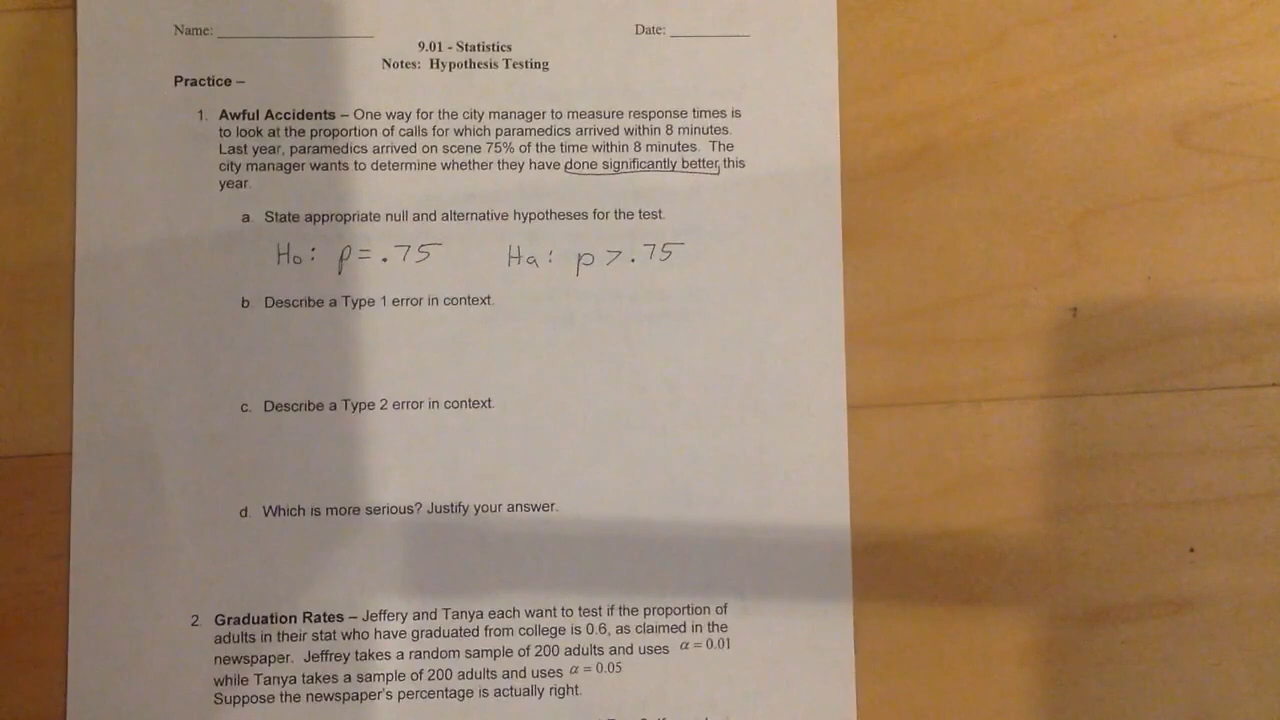 Name: ____________________ Date: __________
9.01 - Statistics
Notes: Hypothesis Testing
Practice –
1. Awful Accidents – One way for the city manager to measure response times is
to look at the proportion of calls for which paramedics arrived within 8 minutes.
Last year, paramedics arrived on scene 75% of the time within 8 minutes. The
city manager wants to determine whether they have done significantly better this
year.
a. State appropriate null and alternative hypotheses for the test.
Ho: p = .75 Ha: p > .75
b. Describe a Type 1 error in context.
c. Describe a Type 2 error in context.
d. Which is more serious? Justify your answer.
2. Graduation Rates – Jeffery and Tanya each want to test if the proportion of
adults in their stat who have graduated from college is 0.6, as claimed in the
newspaper. Jeffrey takes a random sample of 200 adults and uses α = 0.01
while Tanya takes a sample of 200 adults and uses α = 0.05
Suppose the newspaper's percentage is actually right.